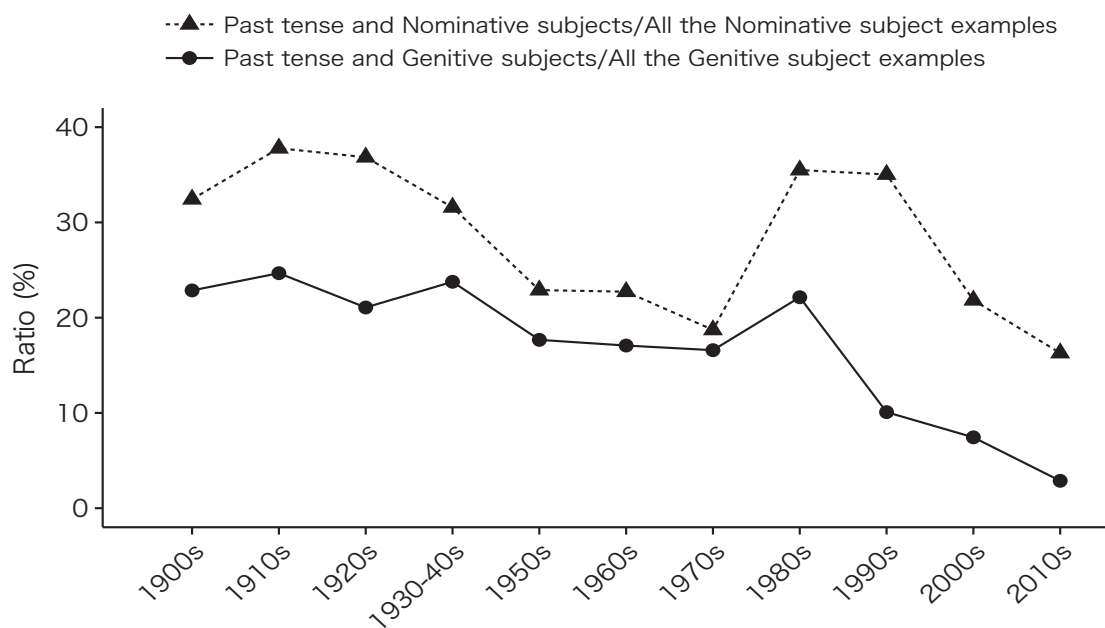 Past tense and Nominative subjects/All the Nominative subject examples
Past tense and Genitive subjects/All the Genitive subject examples
Ratio (%)
40
30
20
10
0
1900s
1910s
1920s
1930-40s
1950s
1960s
1970s
1980s
1990s
2000s
2010s